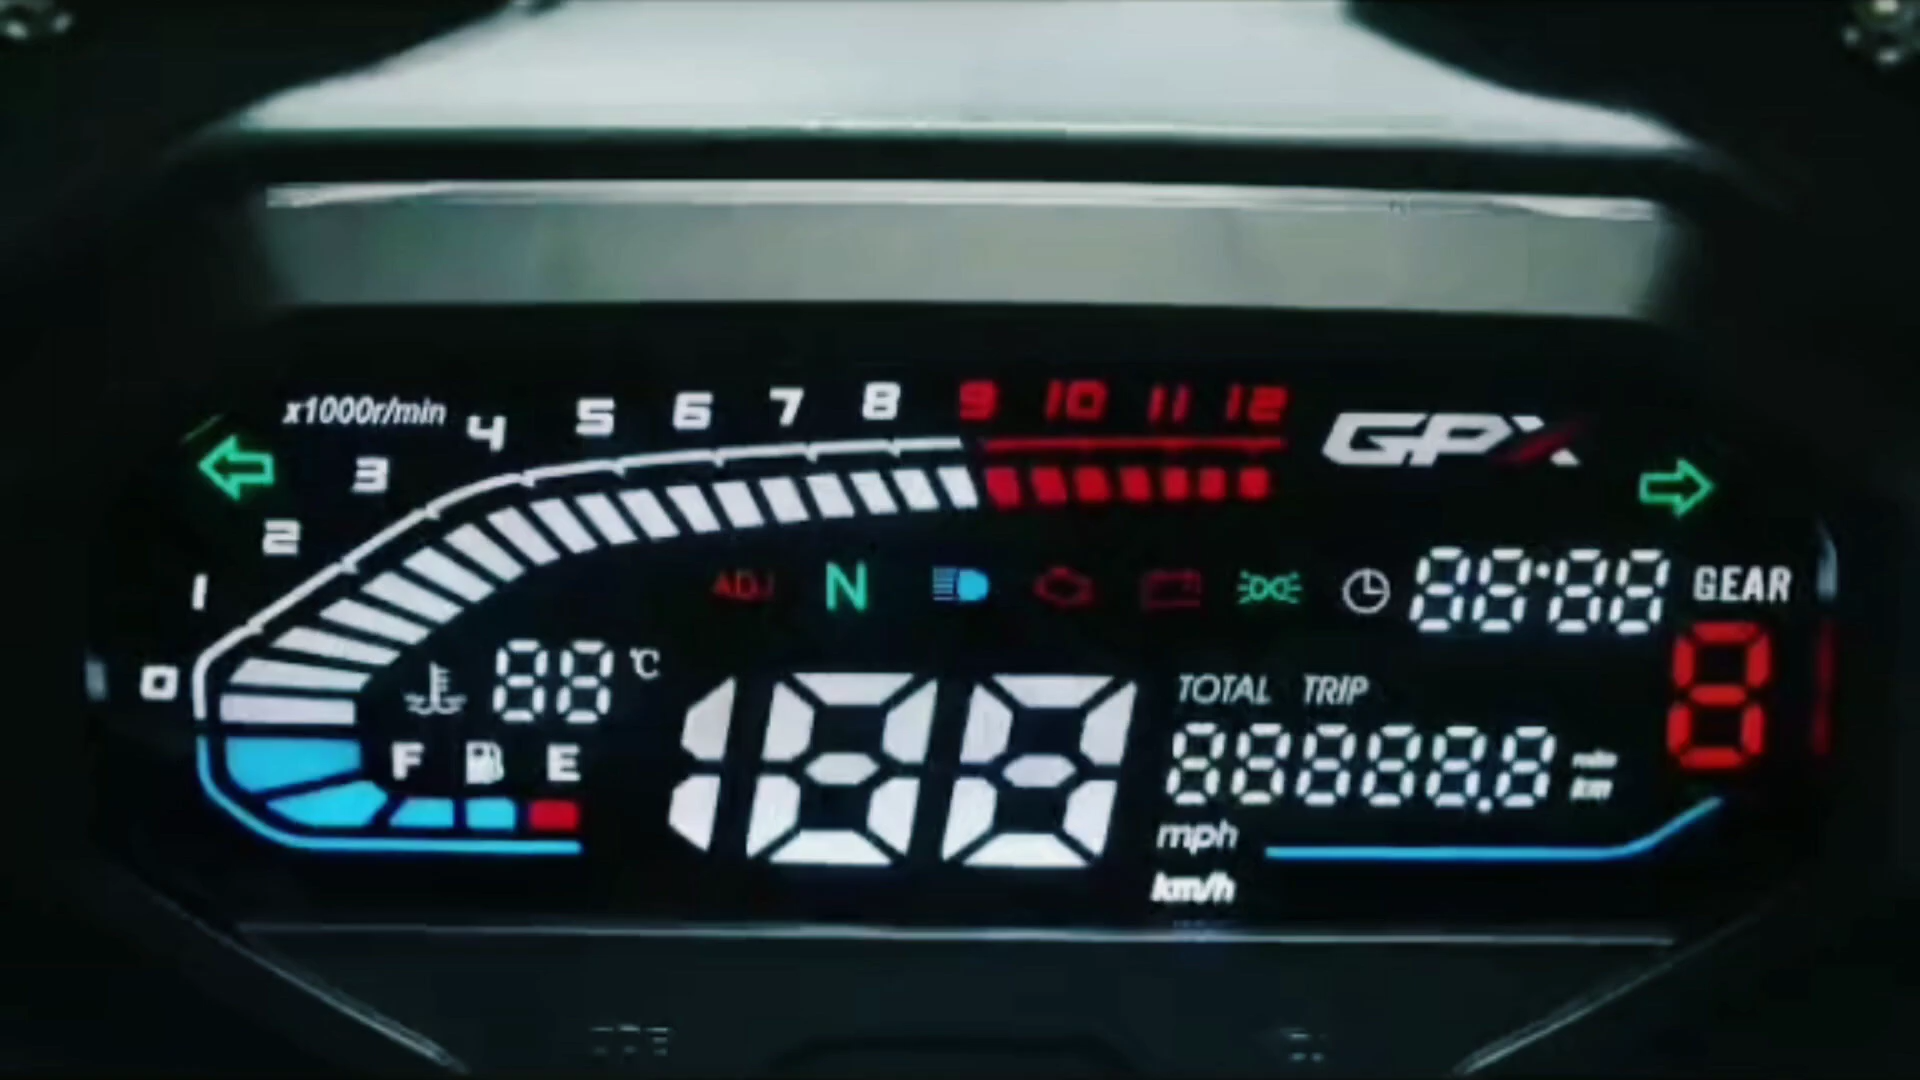 x1000r/min
0 1 2 3 4 5 6 7 8 9 10 11 12
GPX
ADJ N 88:88 GEAR
8
88 °C
F E
188
TOTAL TRIP
88888.8
mile
km
mph
km/h